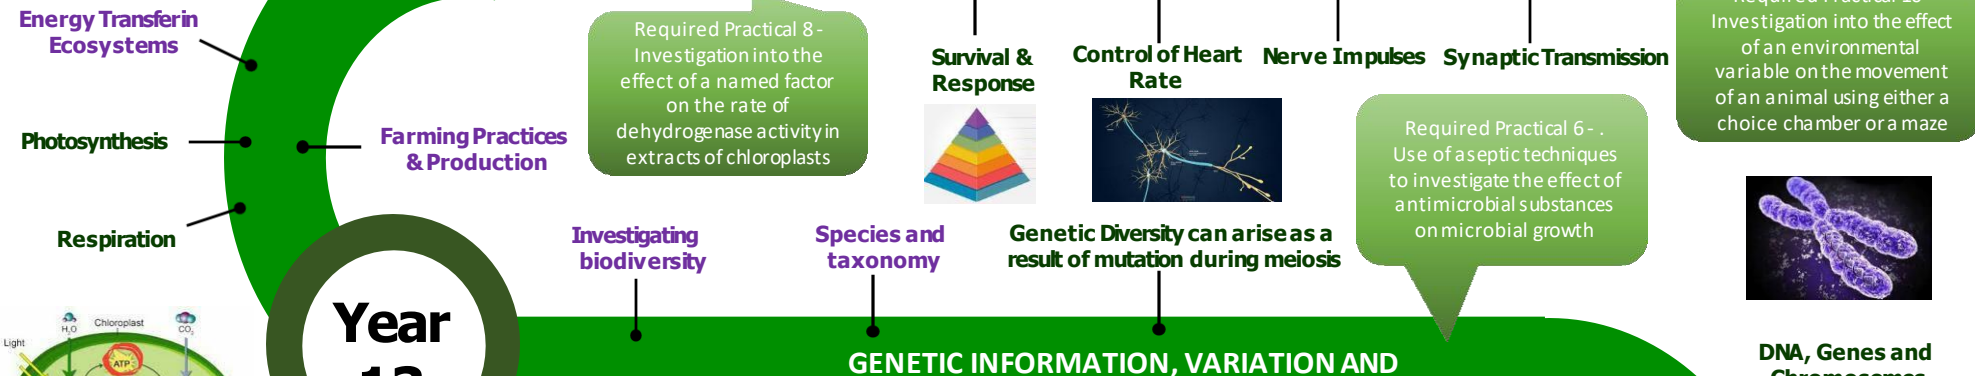 Energy Transfer in
Ecosystems
Photosynthesis
Respiration
Farming Practices
& Production
Required Practical 8 -
Investigation into the
effect of a named factor
on the rate of
dehydrogenase activity in
extracts of chloroplasts
Survival &
Response
Control of Heart
Rate
Nerve Impulses
Synaptic Transmission
Investigation into the effect
of an environmental
variable on the movement
of an animal using either a
choice chamber or a maze
Required Practical 6 - .
Use of aseptic techniques
to investigate the effect of
antimicrobial substances
on microbial growth
Investigating
biodiversity
Species and
taxonomy
Genetic Diversity can arise as a
result of mutation during meiosis
Year
H₂O
Chloroplast
CO₂
Light
ATP
GENETIC INFORMATION, VARIATION AND
DNA, Genes and